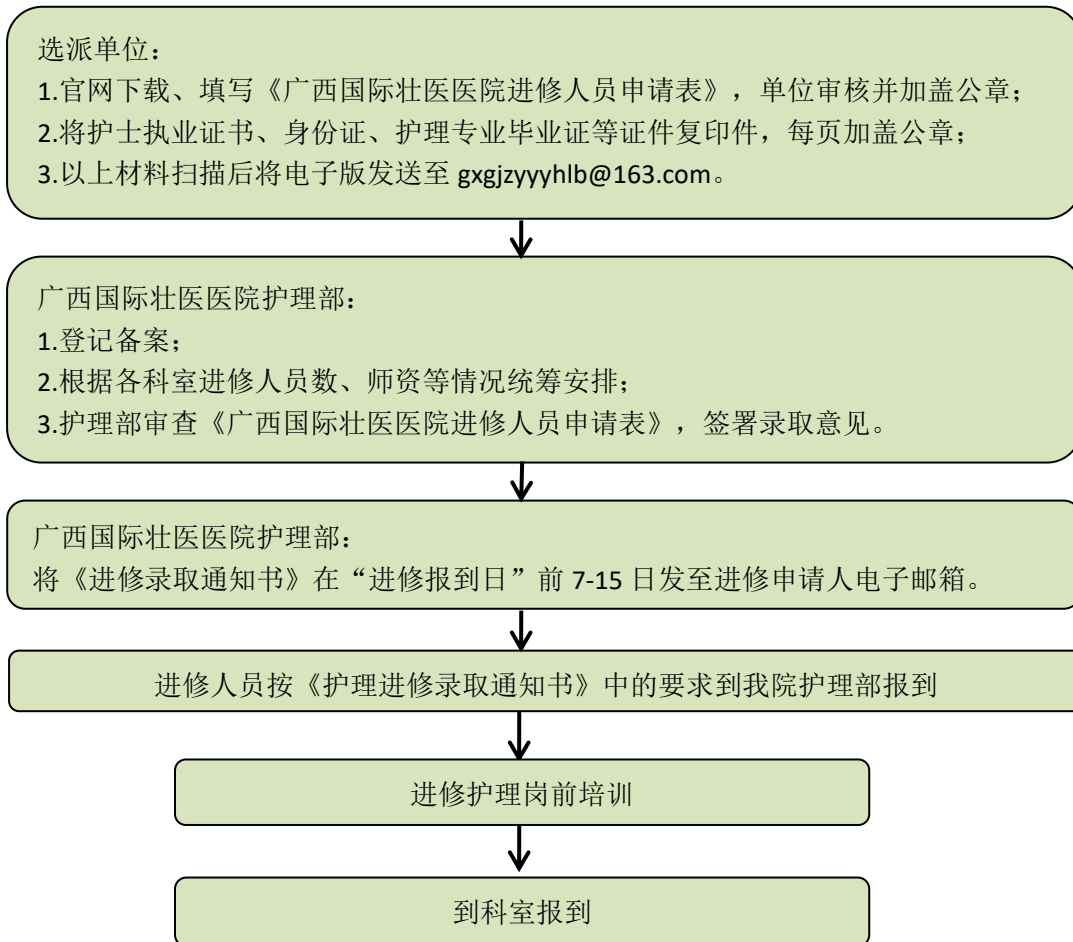 选派单位：
1.官网下载、填写《广西国际壮医医院进修人员申请表》，单位审核并加盖公章；
2.将护士执业证书、身份证、护理专业毕业证等证件复印件，每页加盖公章；
3.以上材料扫描后将电子版发送至 gxgjzyyyhlb@163.com。
广西国际壮医医院护理部：
1.登记备案；
2.根据各科室进修人员数、师资等情况统筹安排；
3.护理部审查《广西国际壮医医院进修人员申请表》，签署录取意见。
广西国际壮医医院护理部：
将《进修录取通知书》在“进修报到日”前 7-15 日发至进修申请人电子邮箱。
进修人员按《护理进修录取通知书》中的要求到我院护理部报到
进修护理岗前培训
到科室报到